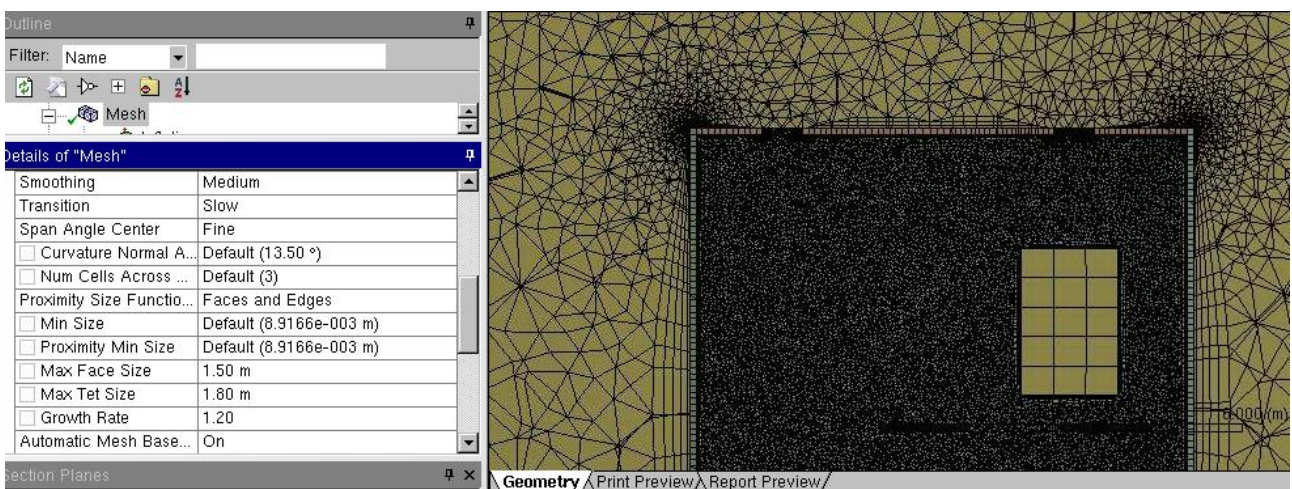 Outline
Filter: Name
Mesh
Details of "Mesh"
Smoothing Medium
Transition Slow
Span Angle Center Fine
Curvature Normal A... Default (13.50 °)
Num Cells Across ... Default (3)
Proximity Size Functio... Faces and Edges
Min Size Default (8.9166e-003 m)
Proximity Min Size Default (8.9166e-003 m)
Max Face Size 1.50 m
Max Tet Size 1.80 m
Growth Rate 1.20
Automatic Mesh Base... On
Section Planes
6.000 (m)
Geometry Print Preview Report Preview